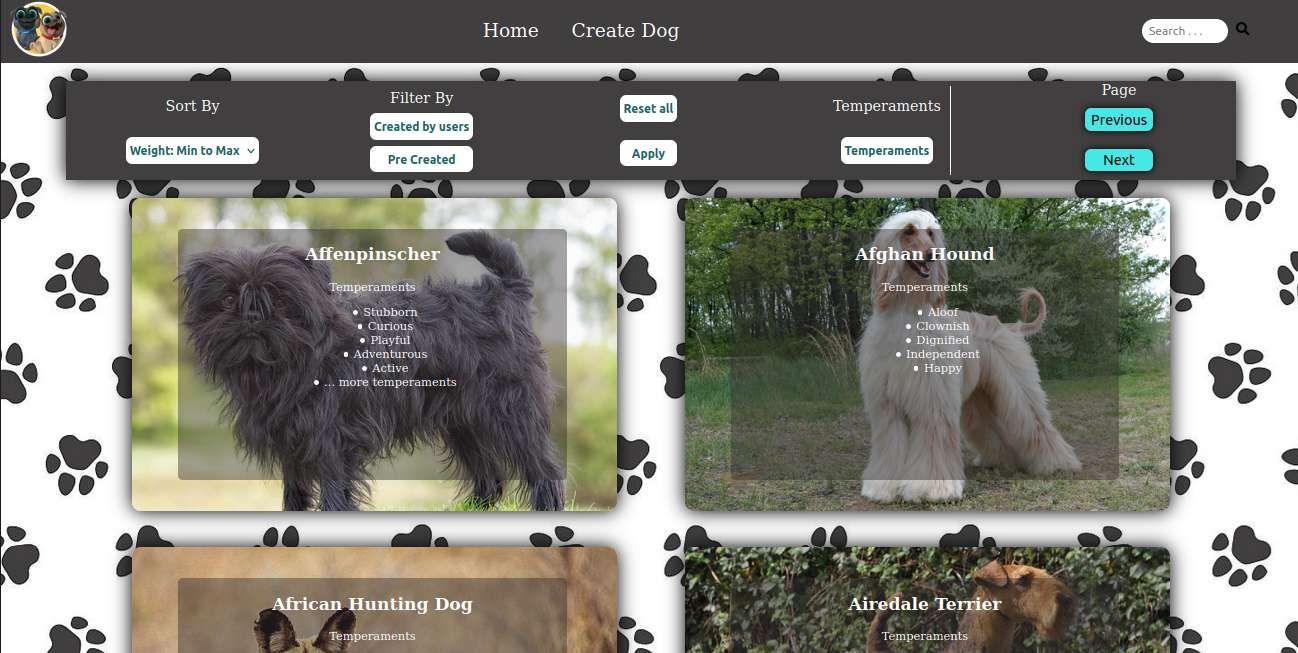 Home
Create Dog
Search . . .
Sort By
Weight: Min to Max
Filter By
Created by users
Pre Created
Reset all
Apply
Temperaments
Temperaments
Page
Previous
Next
Affenpinscher
Temperaments
• Stubborn
• Curious
• Playful
• Adventurous
• Active
• ... more temperaments
Afghan Hound
Temperaments
• Aloof
• Clownish
• Dignified
• Independent
• Happy
African Hunting Dog
Temperaments
Airedale Terrier
Temperaments